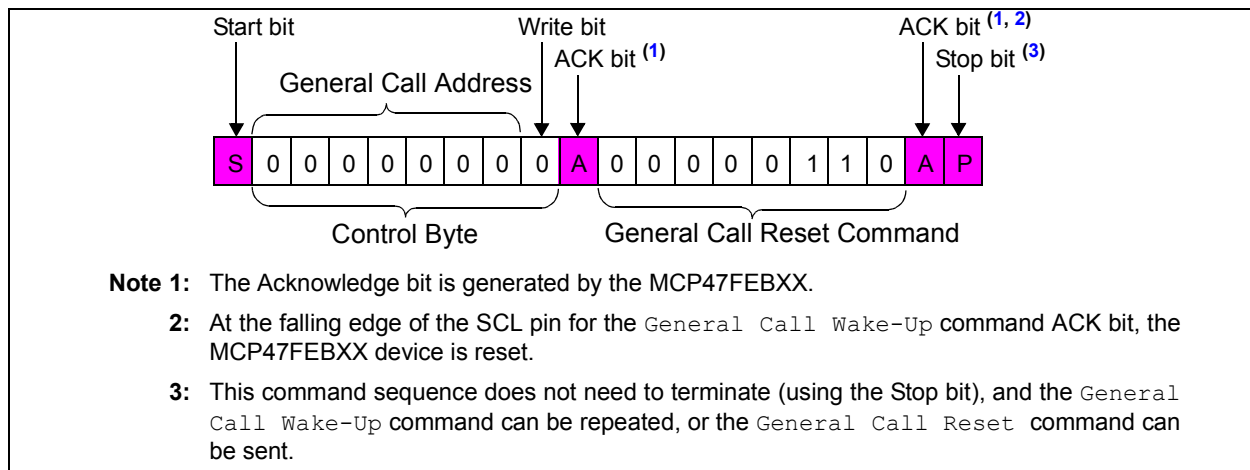 Start bit Write bit ACK bit (1, 2)
ACK bit (1) Stop bit (3)
General Call Address
S 0 0 0 0 0 0 0 0 A 0 0 0 0 0 1 1 0 A P
Control Byte General Call Reset Command
Note 1: The Acknowledge bit is generated by the MCP47FEBXX.
2: At the falling edge of the SCL pin for the General Call Wake-Up command ACK bit, the
MCP47FEBXX device is reset.
3: This command sequence does not need to terminate (using the Stop bit), and the General
Call Wake-Up command can be repeated, or the General Call Reset command can
be sent.